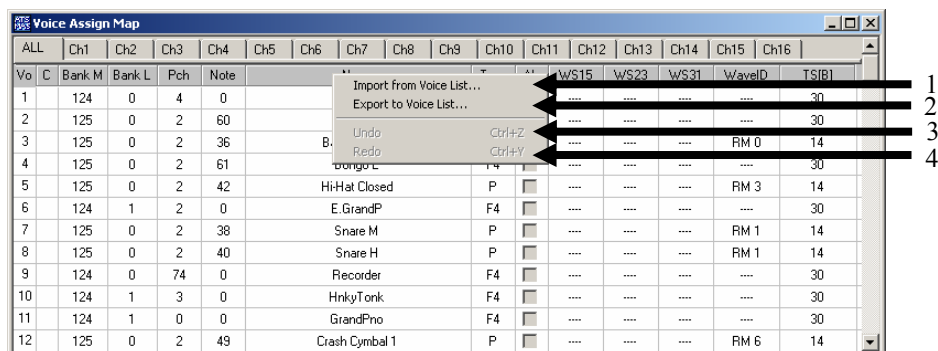 Voice Assign Map
ALL Ch1 Ch2 Ch3 Ch4 Ch5 Ch6 Ch7 Ch8 Ch9 Ch10 Ch11 Ch12 Ch13 Ch14 Ch15 Ch16
Vo C Bank M Bank L Pch Note WS15 WS23 WS31 WaveID TS[B]
Import from Voice List... 1
1 124 0 4 0 ---- ---- ---- ---- 30
Export to Voice List... 2
2 125 0 2 60 ---- ---- ---- ---- 30
Undo Ctrl+Z 3
3 125 0 2 36 ---- ---- ---- RM 0 14
Redo Ctrl+Y 4
4 125 0 2 61 Bongo L F4 ---- ---- ---- ---- 30
5 125 0 2 42 Hi-Hat Closed P ---- ---- ---- RM 3 14
6 124 1 2 0 E.GrandP F4 ---- ---- ---- ---- 30
7 125 0 2 38 Snare M P ---- ---- ---- RM 1 14
8 125 0 2 40 Snare H P ---- ---- ---- RM 1 14
9 124 0 74 0 Recorder F4 ---- ---- ---- ---- 30
10 124 1 3 0 HnkyTonk F4 ---- ---- ---- ---- 30
11 124 1 0 0 GrandPno F4 ---- ---- ---- ---- 30
12 125 0 2 49 Crash Cymbal 1 P ---- ---- ---- RM 6 14